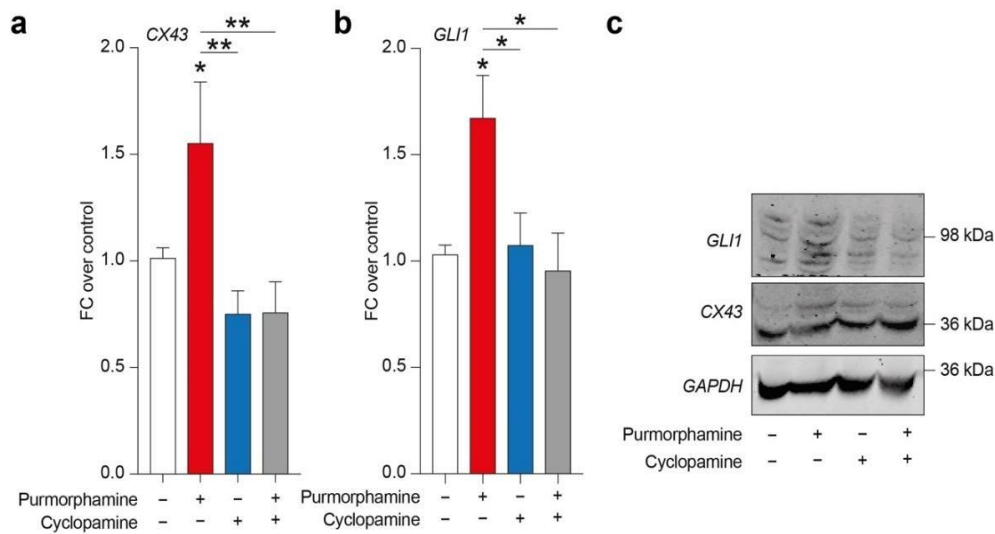 a
CX43
**
**
*
2.0
1.5
1.0
0.5
0.0
FC over control
Purmorphamine – + – +
Cyclopamine – – + +
b
GLI1
*
*
*
2.0
1.5
1.0
0.5
0.0
FC over control
Purmorphamine – + – +
Cyclopamine – – + +
c
GLI1
98 kDa
CX43
36 kDa
GAPDH
36 kDa
Purmorphamine – + – +
Cyclopamine – – + +